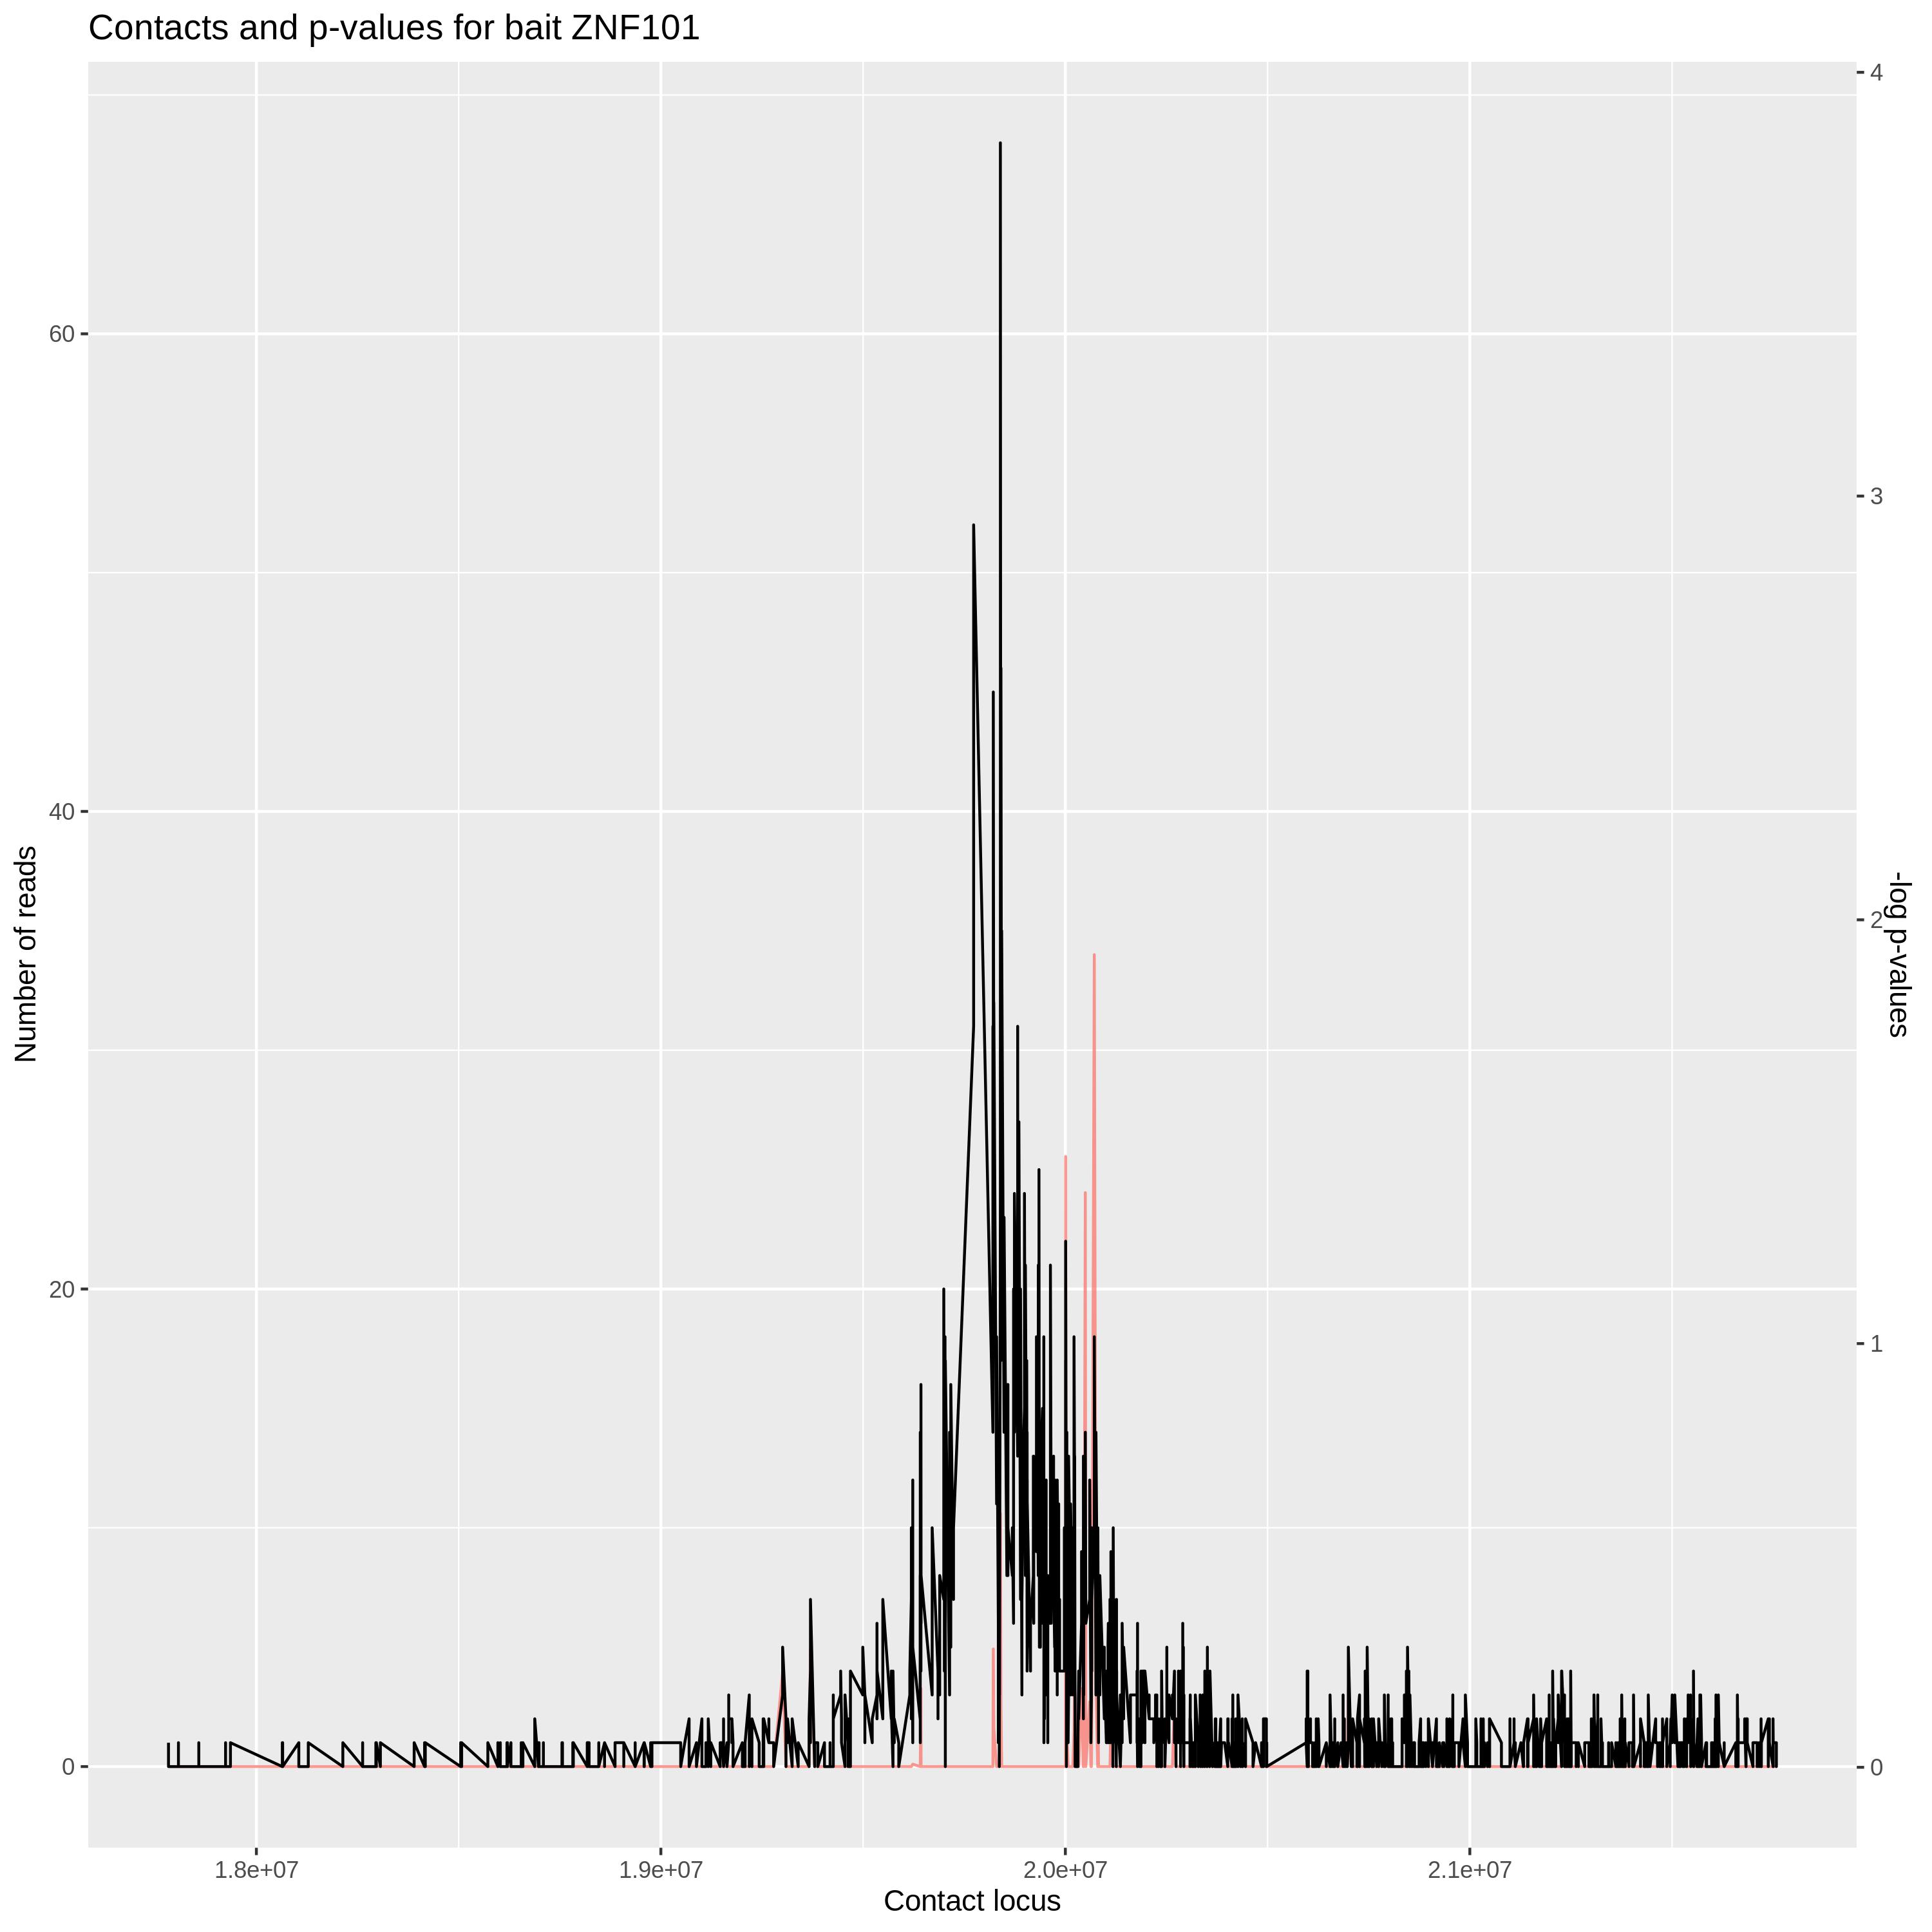 Contacts and p-values for bait ZNF101
Number of reads
60
40
20
0
4
3
2
1
0
-log p-values
1.8e+07
1.9e+07
2.0e+07
2.1e+07
Contact locus